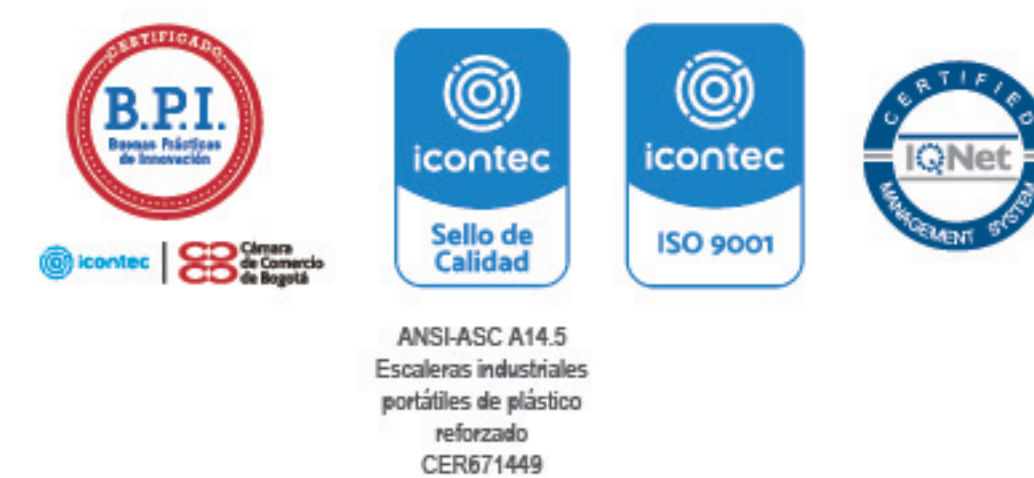 CERTIFICADO
B.P.I.
Buenas Prácticas
de Innovación
icontec
Cámara
de Comercio
de Bogotá
icontec
Sello de
Calidad
ANSI-ASC A14.5
Escaleras industriales
portátiles de plástico
reforzado
CER671449
icontec
ISO 9001
CERTIFIED
IQNet
MANAGEMENT SYSTEM